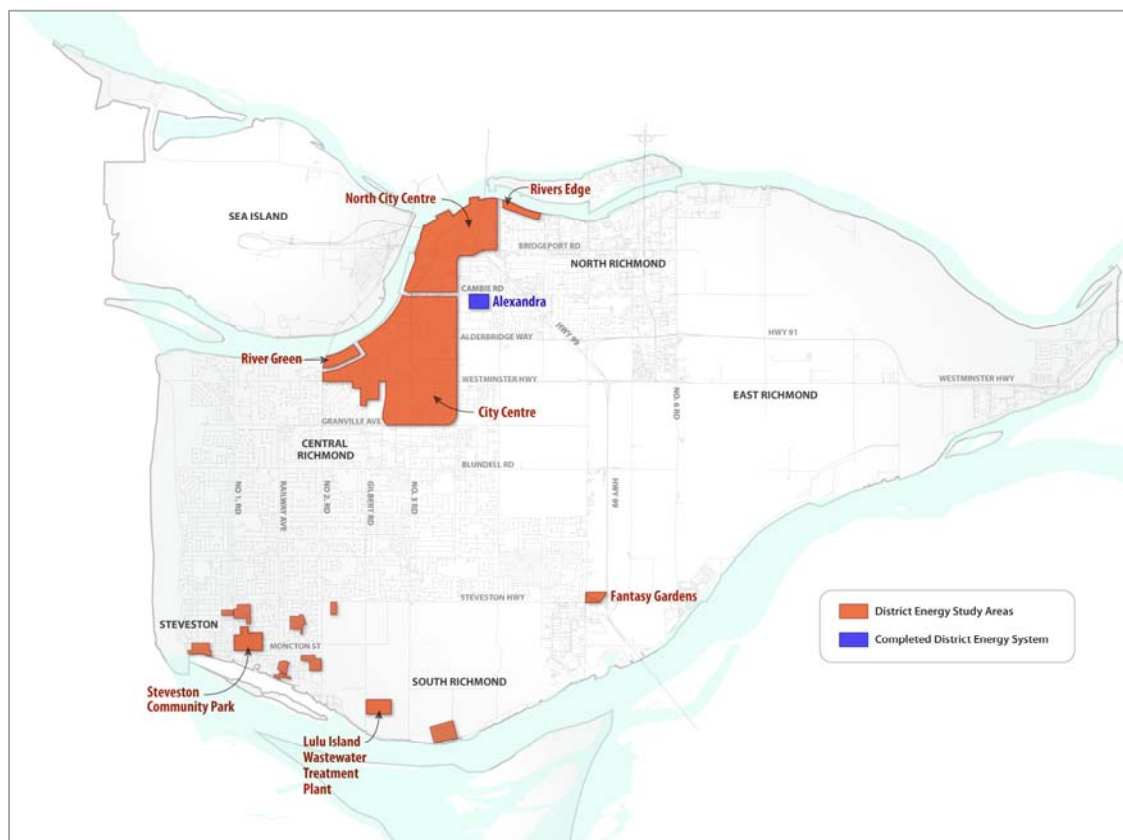 Rivers Edge
North City Centre
SEA ISLAND
BRIDGEPORT RD
NORTH RICHMOND
CAMBIE RD
Alexandra
HWY 99
HWY 91
ALDERBRIDGE WAY
River Green
WESTMINSTER HWY
WESTMINSTER HWY
NO. 6 RD
EAST RICHMOND
City Centre
GRANVILLE AVE
CENTRAL
RICHMOND
BLUNDELL RD
NO 1, RD
RAILWAY AVE
NO 2. RD
GILBERT RD
NO. 3 RD
HWY 99
STEVESTON HWY
Fantasy Gardens
District Energy Study Areas
Completed District Energy System
STEVESTON
MONCTON ST
SOUTH RICHMOND
Steveston
Community Park
Lulu Island
Wastewater
Treatment
Plant